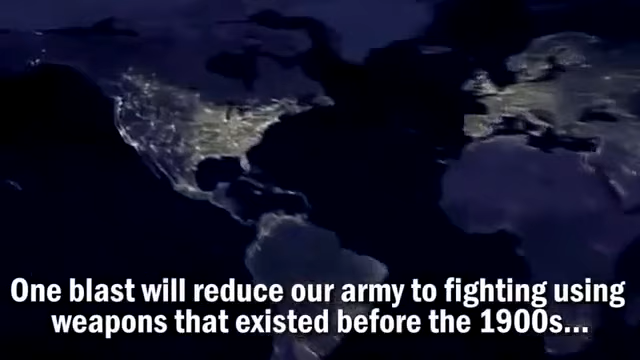 One blast will reduce our army to fighting using
weapons that existed before the 1900s...